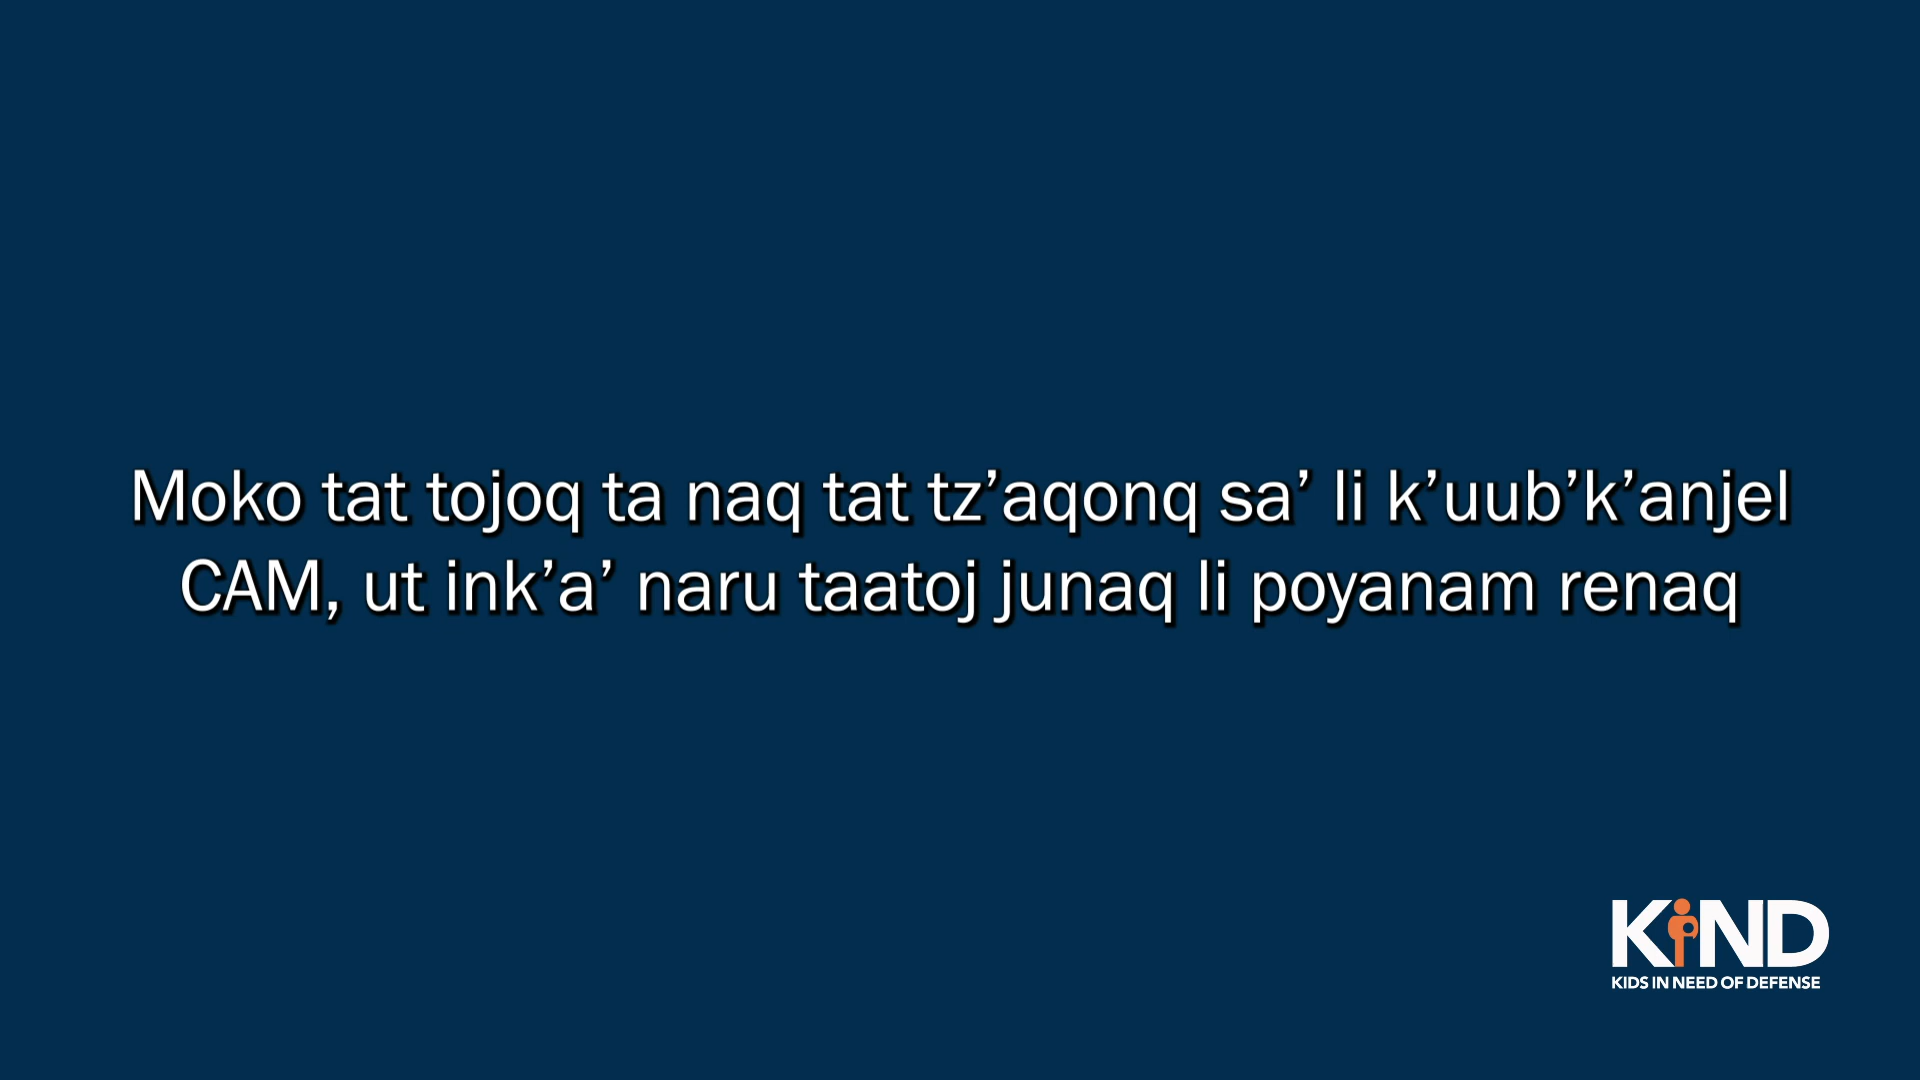 Moko tat tojoq ta naq tat tz’aqonq sa’ li k’uub’k’anjel
CAM, ut ink’a’ naru taatoj junaq li poyanam renaq
KIND
KIDS IN NEED OF DEFENSE